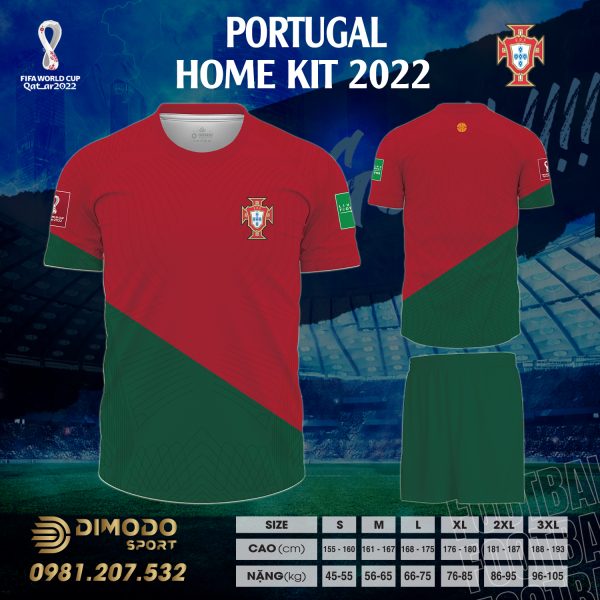 PORTUGAL
HOME KIT 2022
FIFA WORLD CUP
Qatar2022
DIMODO
SPORT
0981.207.532
SIZE S M L XL 2XL 3XL
CAO(cm) 155 - 160 161 - 167 168 - 175 176 - 180 181 - 187 188 - 193
NẶNG(kg) 45-55 56-65 66-75 76-85 86-95 96-105
FOOTBAL
FOOTBA